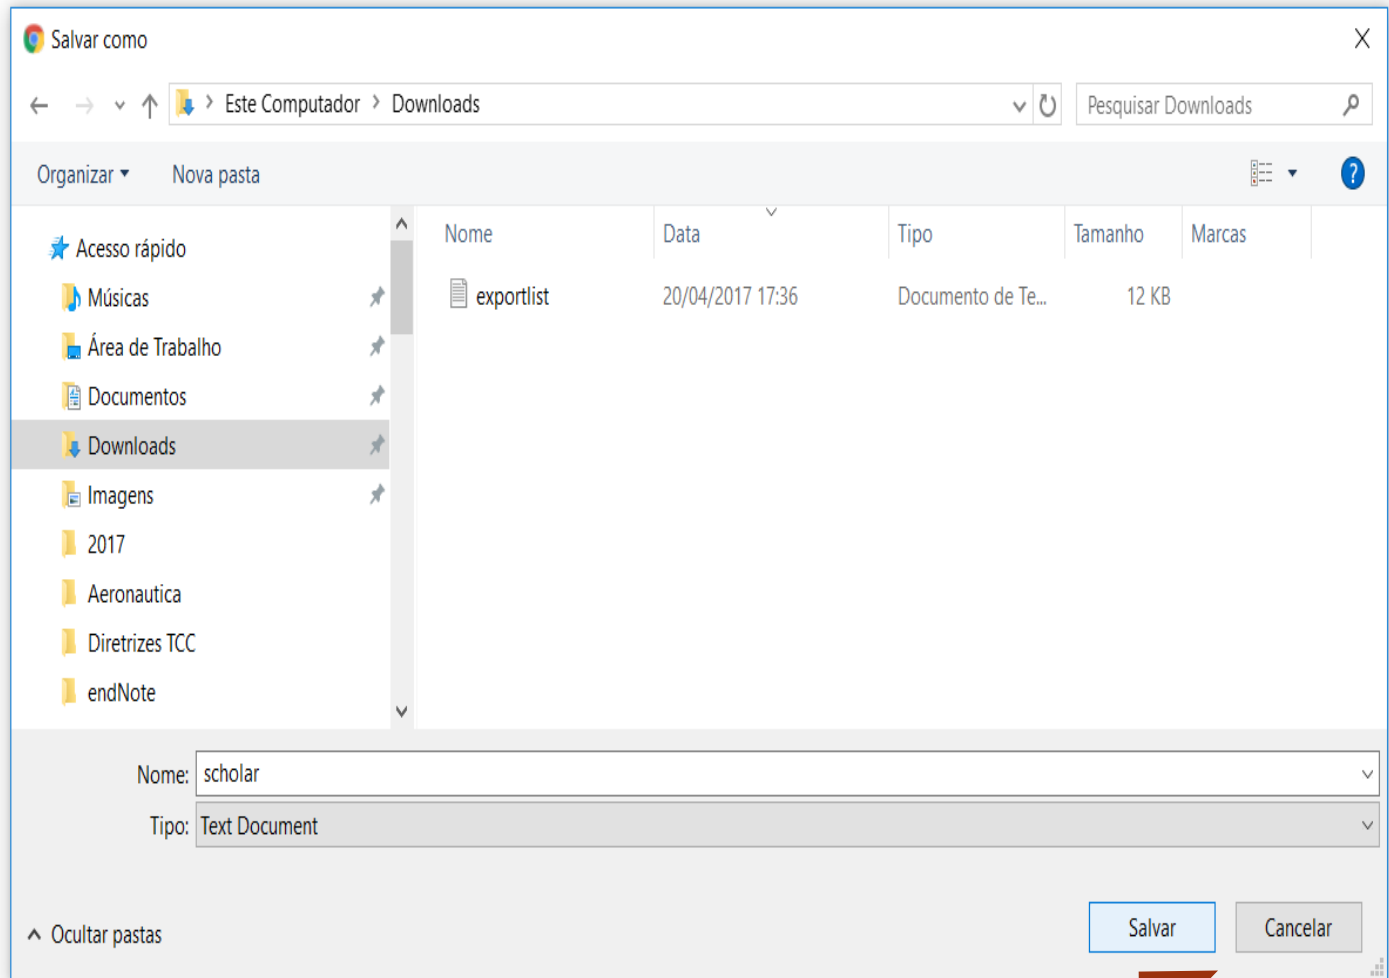 Salvar como
Este Computador > Downloads
Pesquisar Downloads
Organizar
Nova pasta
Nome Data Tipo Tamanho Marcas
exportlist 20/04/2017 17:36 Documento de Te... 12 KB
Acesso rápido
Músicas
Área de Trabalho
Documentos
Downloads
Imagens
2017
Aeronautica
Diretrizes TCC
endNote
Nome: scholar
Tipo: Text Document
Ocultar pastas
Salvar
Cancelar